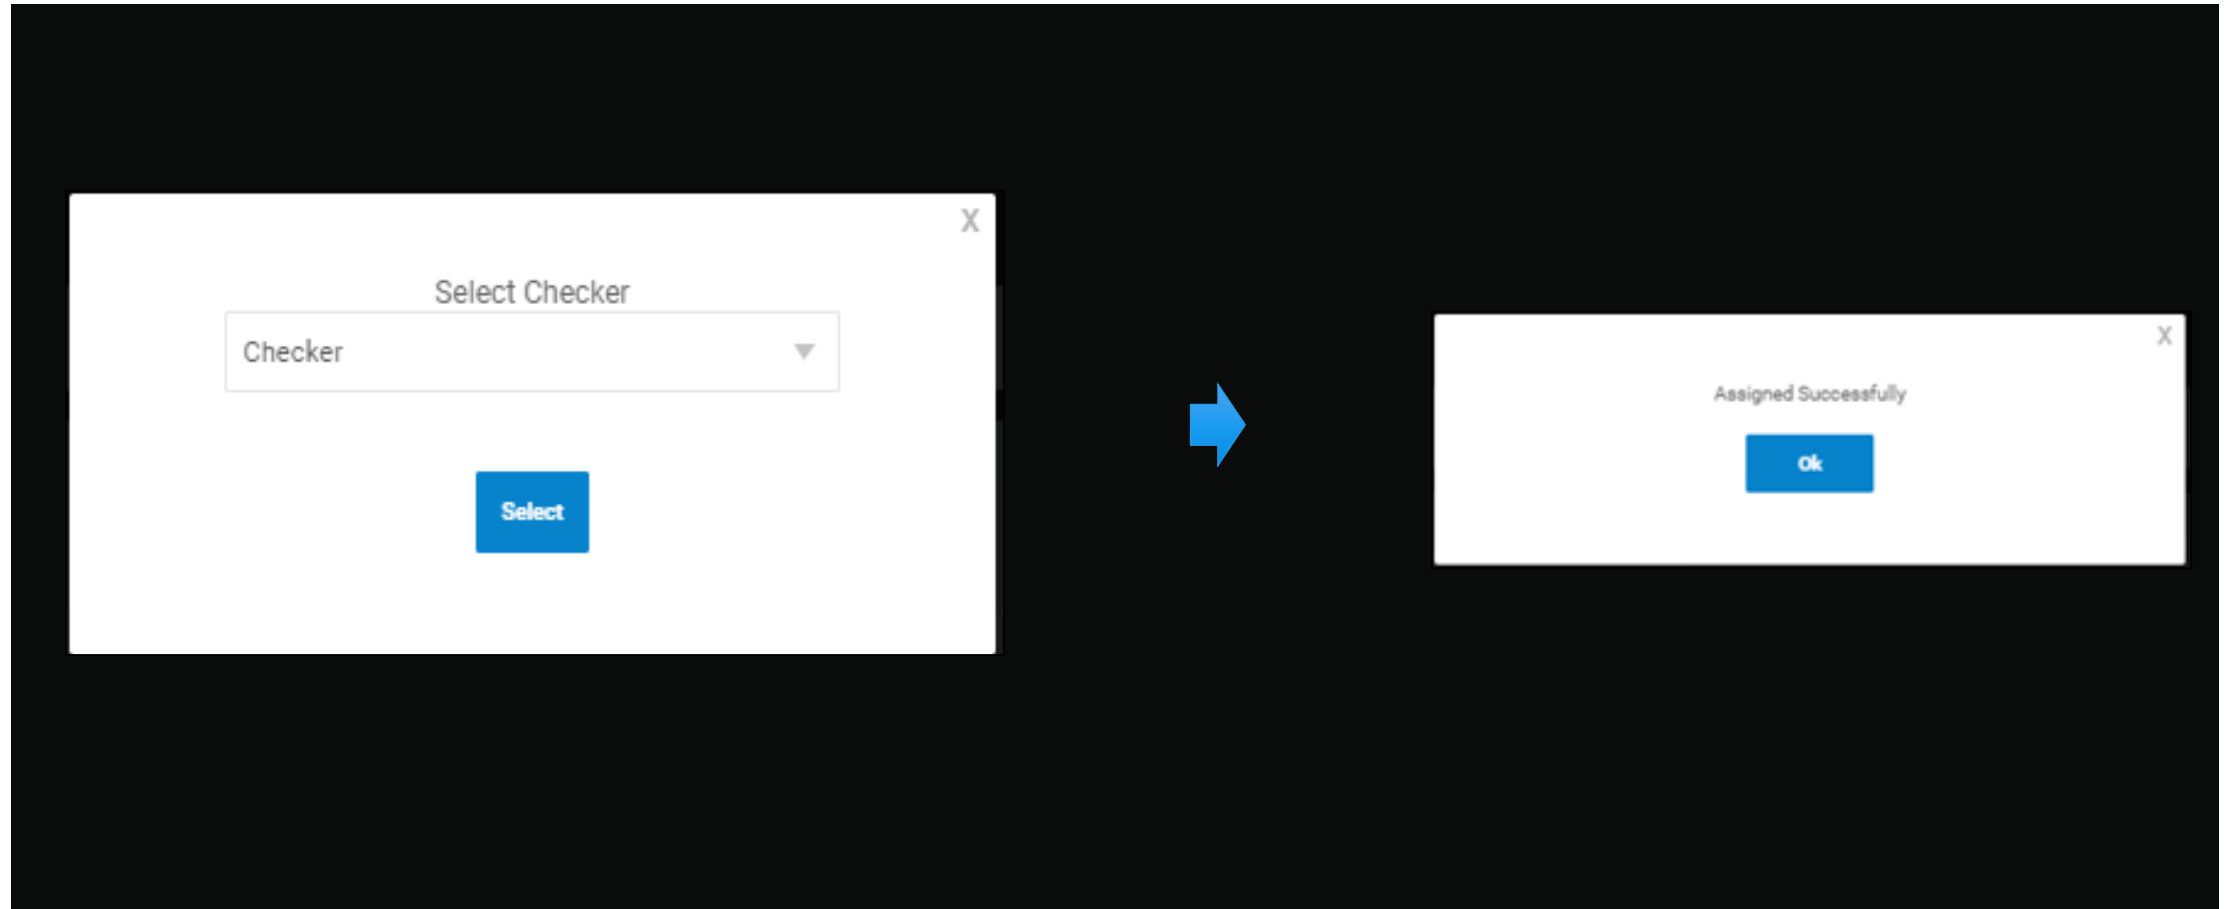 X
Select Checker
Checker
Select
X
Assigned Successfully
Ok